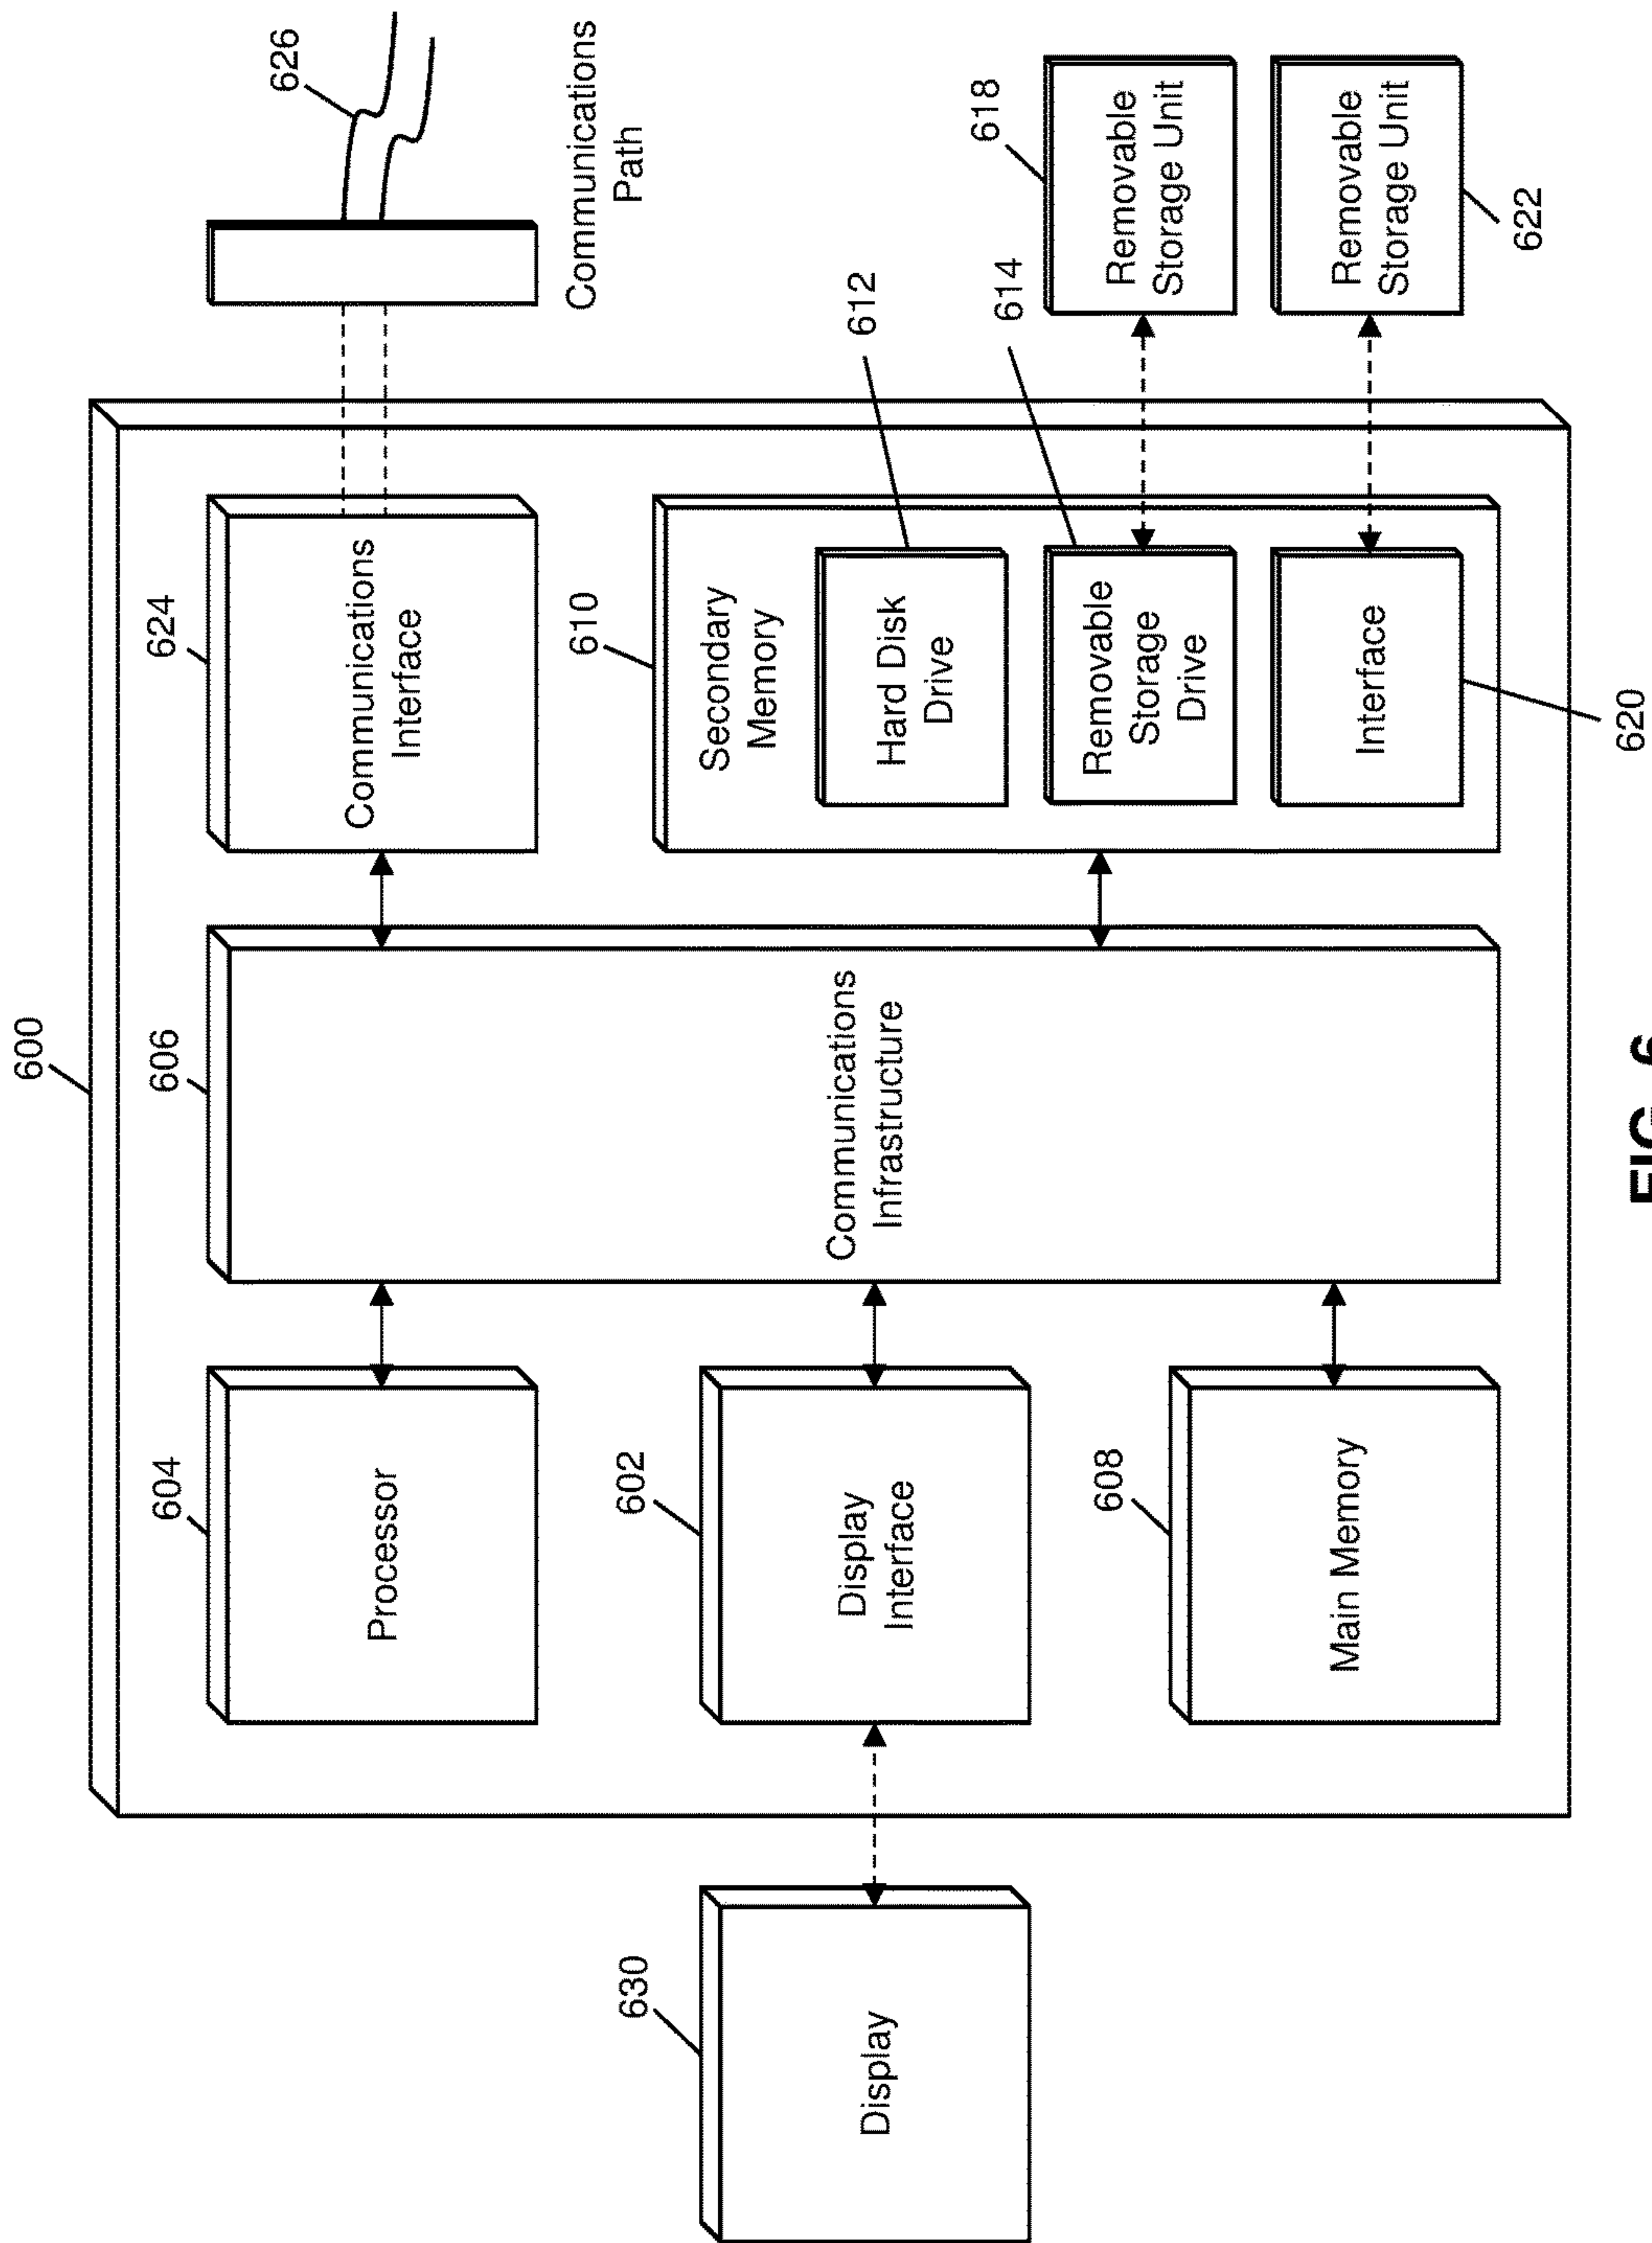 600
630
Display
604
Processor
602
Display
Interface
608
Main Memory
606
Communications
Infrastructure
624
Communications
Interface
610
Secondary
Memory
612
Hard Disk
Drive
614
Removable
Storage
Drive
Interface
620
626
Communications
Path
618
Removable
Storage Unit
Removable
Storage Unit
622
FIG. 6